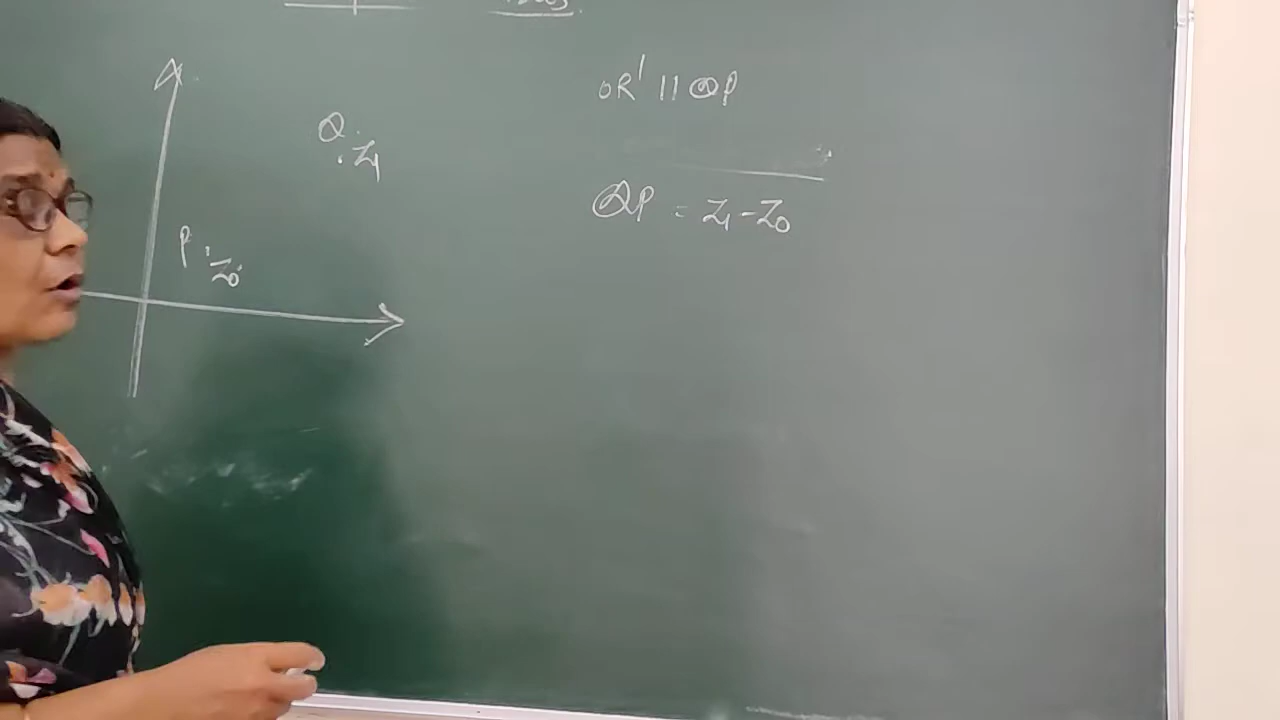 OR' || QP
Q
. Z₁
QP = Z₁ - Z₀
P . Z₀